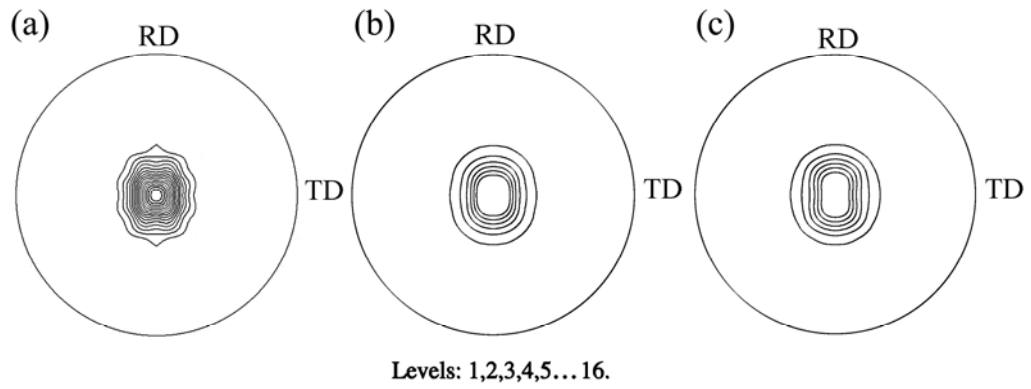 (a) RD (b) RD (c) RD
TD TD TD
Levels: 1,2,3,4,5...16.